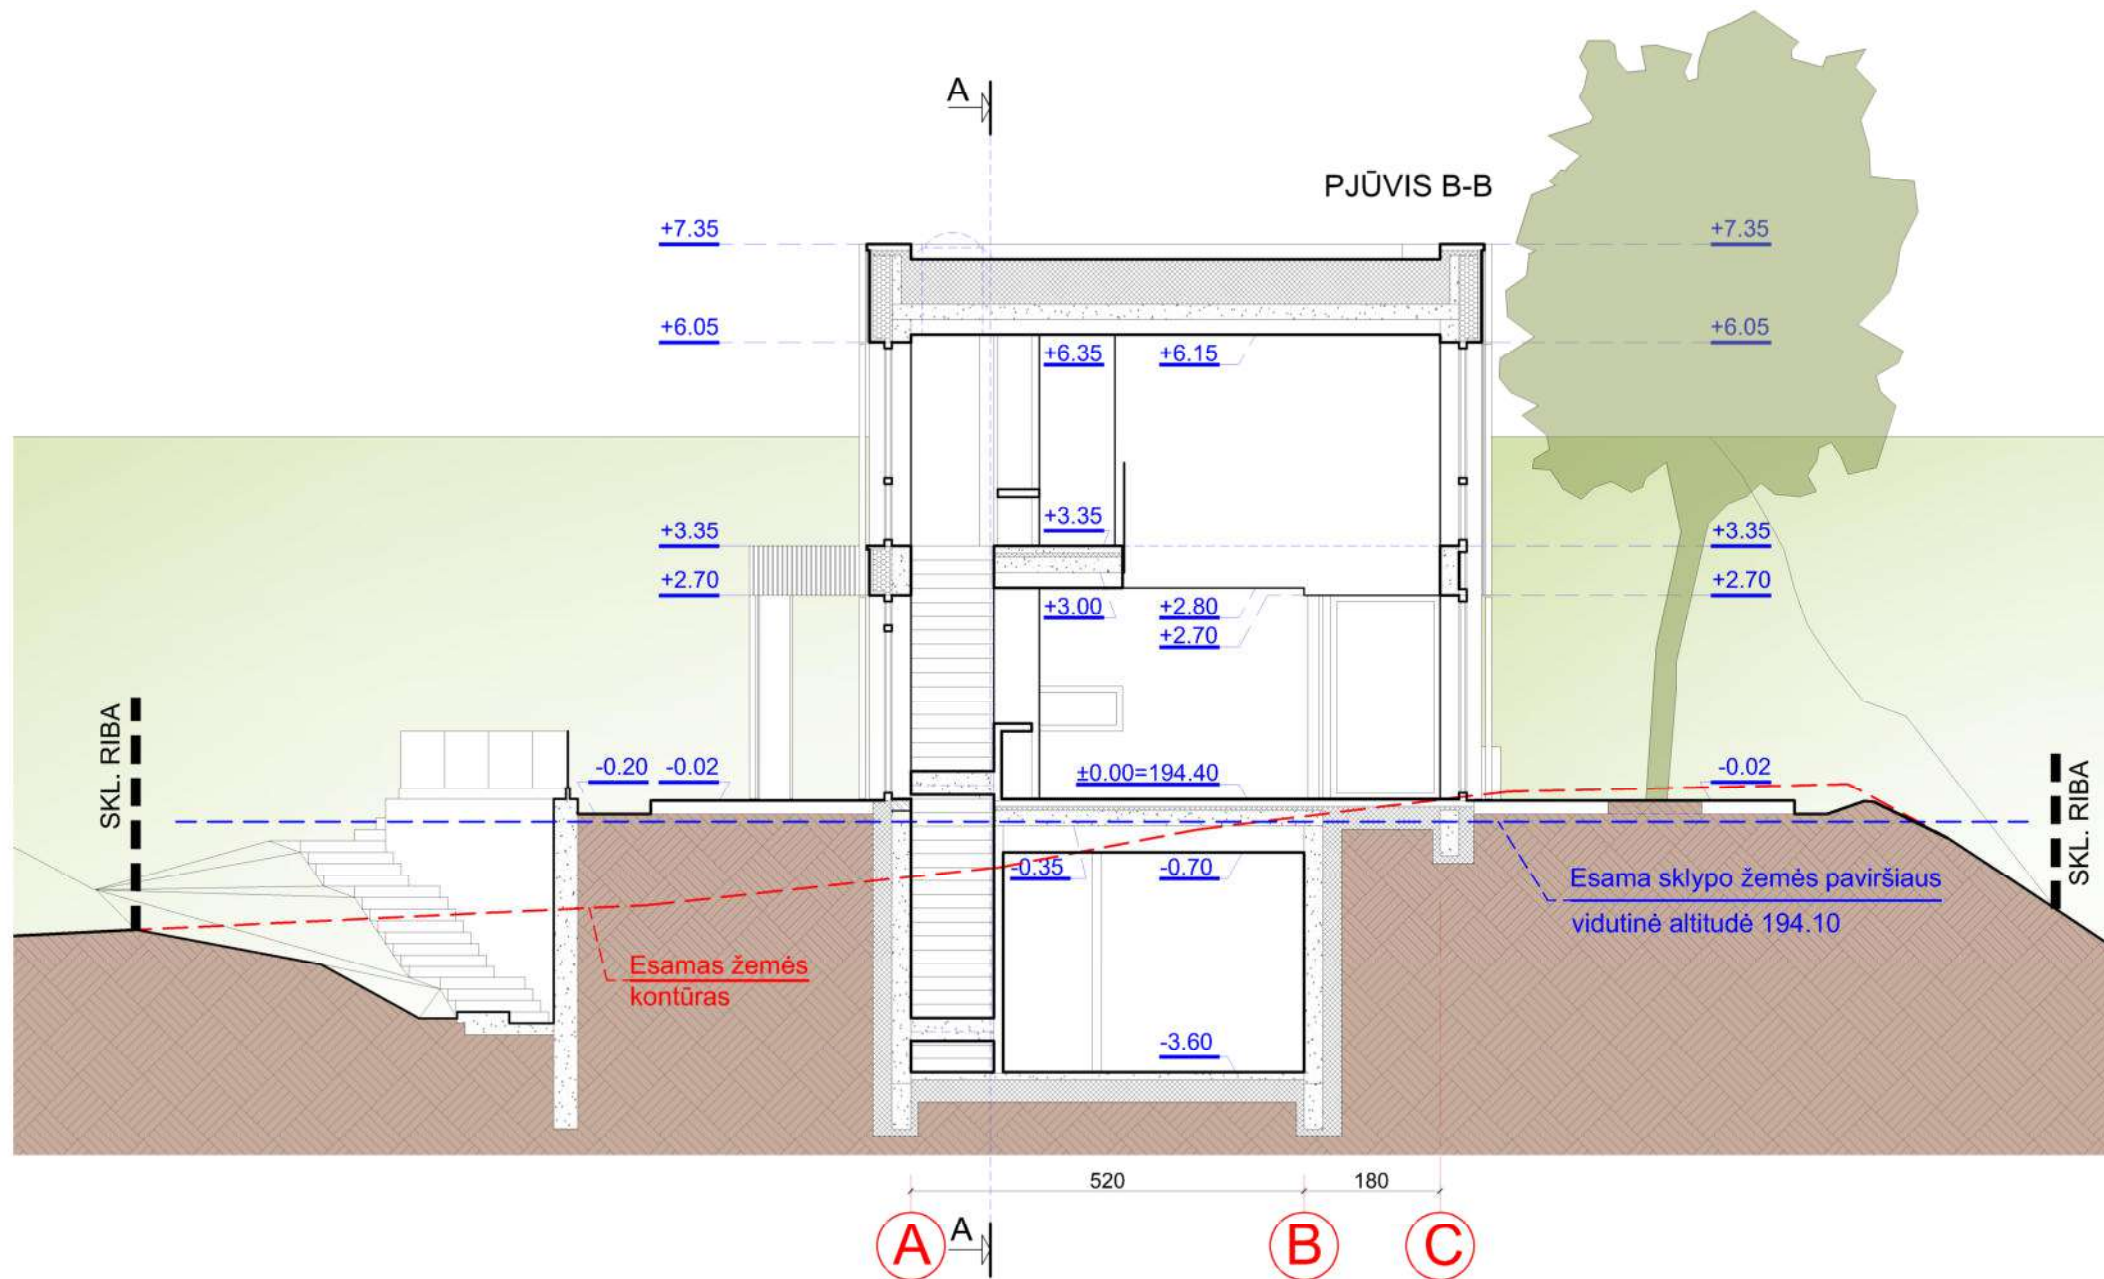 A
PJŪVIS B-B
+7.35
+7.35
+6.05
+6.05
+6.35
+6.15
+3.35
+3.35
+3.35
+2.70
+2.70
+3.00
+2.80
+2.70
SKL. RIBA
SKL. RIBA
-0.20
-0.02
±0.00=194.40
-0.02
-0.35
-0.70
Esama sklypo žemės paviršiaus
vidutinė altitudė 194.10
Esamas žemės
kontūras
-3.60
520
180
A
A
B
C